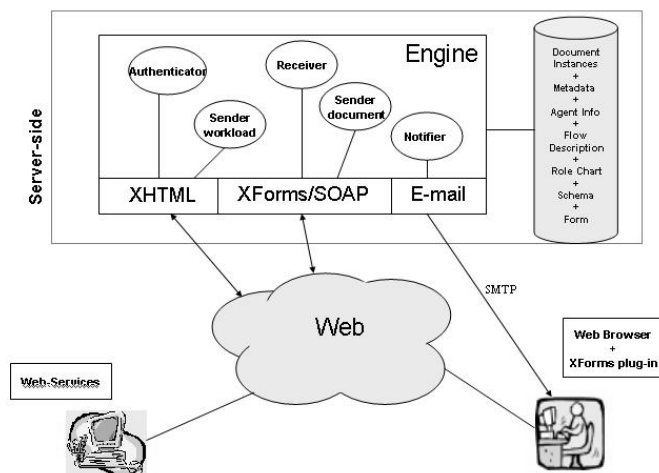 Server-side
Engine
Authenticator
Receiver
Sender
workload
Sender
document
Notifier
XHTML
XForms/SOAP
E-mail
Document
Instances
+
Metadata
+
Agent Info
+
Flow
Description
+
Role Chart
+
Schema
+
Form
SMTP
Web
Web Browser
+
XForms plug-in
Web-Services